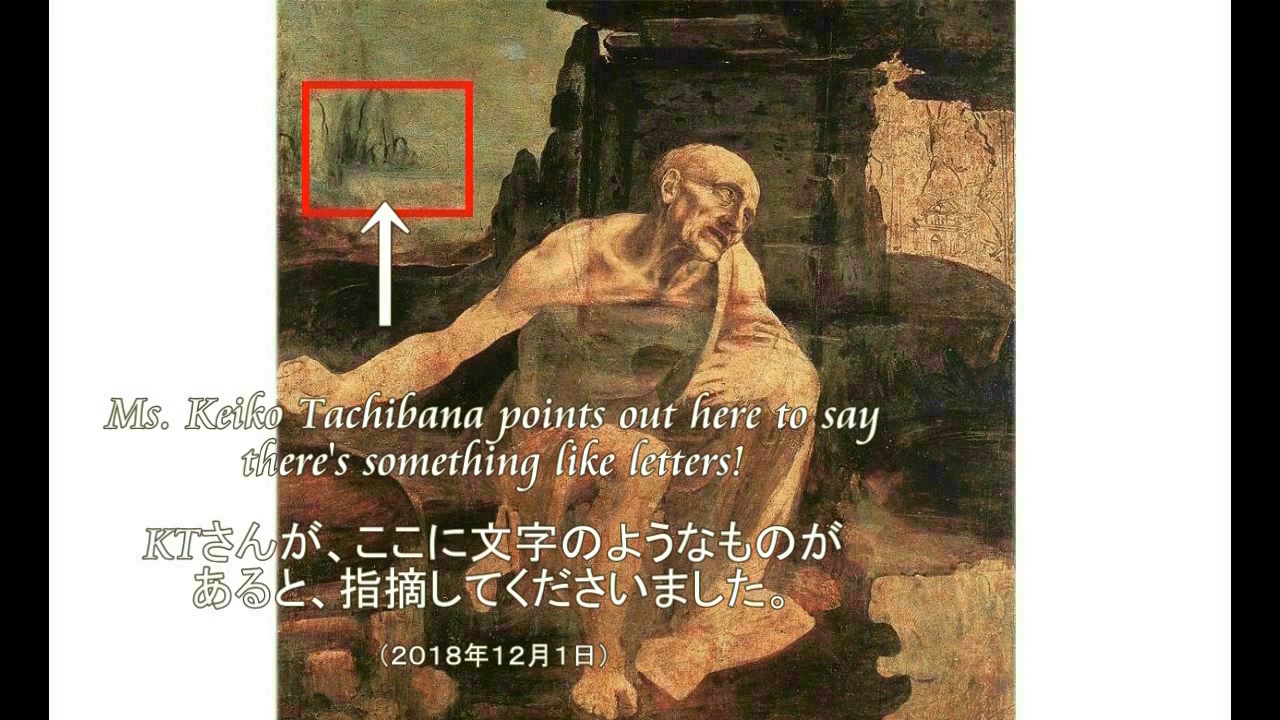 Ms. Keiko Tachibana points out here to say
there's something like letters!
KTさんが、ここに文字のようなものが
あると、指摘してくださいました。
（2018年12月1日）